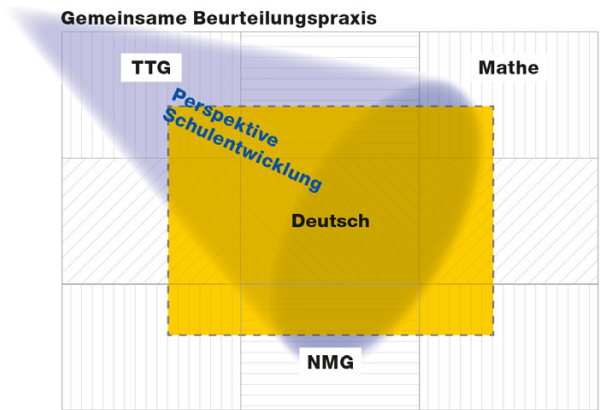 Gemeinsame Beurteilungspraxis
TTG
Mathe
Perspektive
Schulentwicklung
Deutsch
NMG